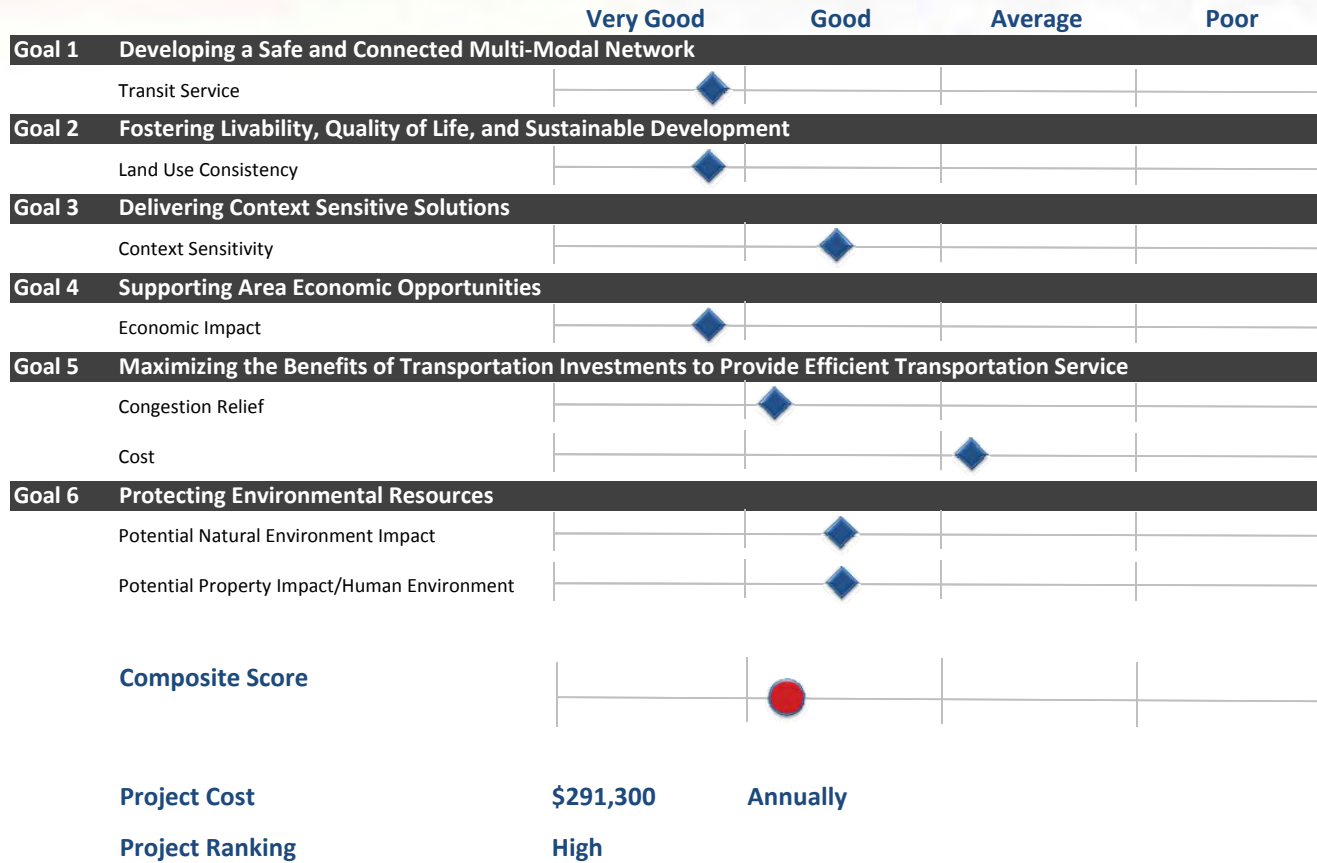 Very Good Good Average Poor
Goal 1 Developing a Safe and Connected Multi-Modal Network
Transit Service
Goal 2 Fostering Livability, Quality of Life, and Sustainable Development
Land Use Consistency
Goal 3 Delivering Context Sensitive Solutions
Context Sensitivity
Goal 4 Supporting Area Economic Opportunities
Economic Impact
Goal 5 Maximizing the Benefits of Transportation Investments to Provide Efficient Transportation Service
Congestion Relief
Cost
Goal 6 Protecting Environmental Resources
Potential Natural Environment Impact
Potential Property Impact/Human Environment
Composite Score
Project Cost $291,300 Annually
Project Ranking High